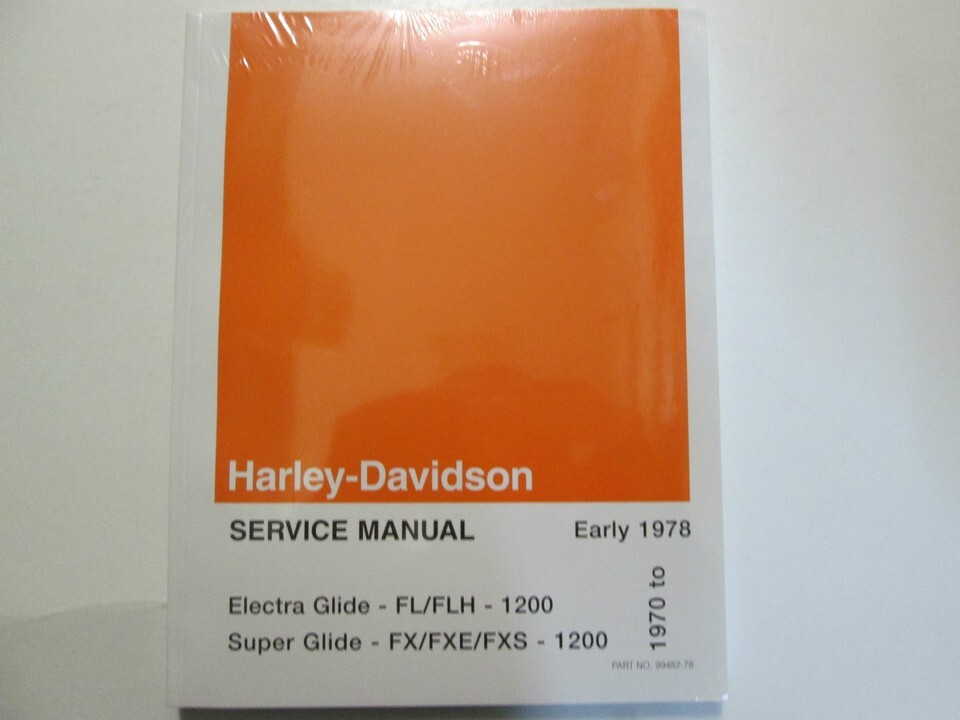 Harley-Davidson
SERVICE MANUAL
1970 to Early 1978
Electra Glide - FL/FLH - 1200
Super Glide - FX/FXE/FXS - 1200
PART NO. 99482-78